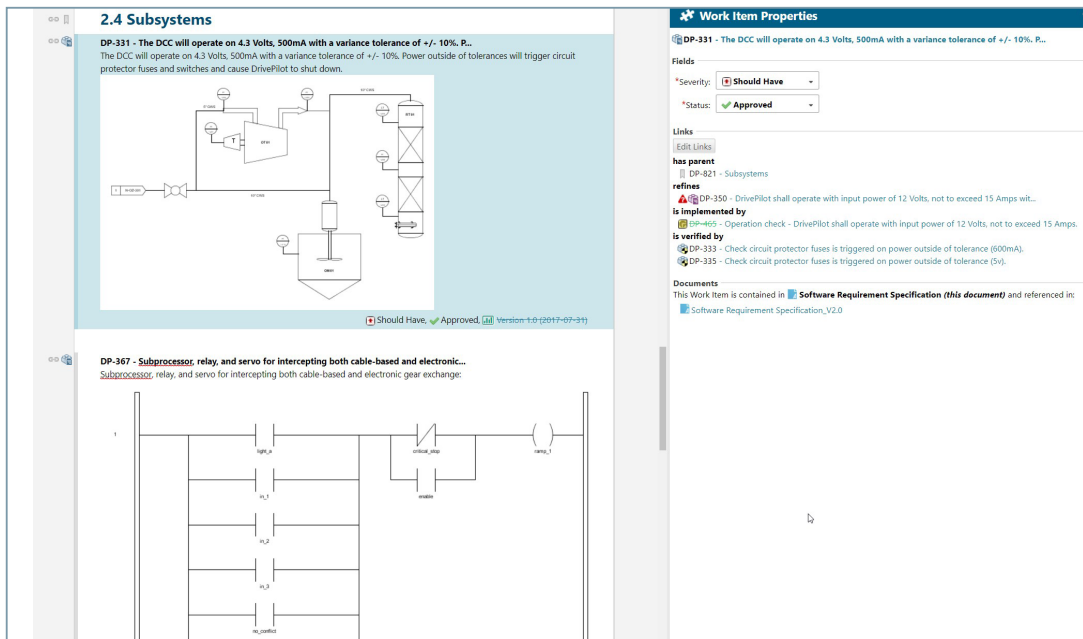 2.4 Subsystems
DP-331 - The DCC will operate on 4.3 Volts, 500mA with a variance tolerance of +/- 10%. P...
The DCC will operate on 4.3 Volts, 500mA with a variance tolerance of +/- 10%. Power outside of tolerances will trigger circuit
protector fuses and switches and cause DrivePilot to shut down.
T
Should Have, Approved, Version 1.0 (2017-07-31)
DP-367 - Subprocessor, relay, and servo for intercepting both cable-based and electronic...
Subprocessor, relay, and servo for intercepting both cable-based and electronic gear exchange:
1
light_a
critical_stop
ramp_1
in_1
enable
in_2
in_3
no_conflict
Work Item Properties
DP-331 - The DCC will operate on 4.3 Volts, 500mA with a variance tolerance of +/- 10%. P...
Fields
*Severity: Should Have
*Status: Approved
Links
Edit Links
has parent
DP-821 - Subsystems
refines
DP-350 - DrivePilot shall operate with input power of 12 Volts, not to exceed 15 Amps wit...
is implemented by
DP-465 - Operation check - DrivePilot shall operate with input power of 12 Volts, not to exceed 15 Amps.
is verified by
DP-333 - Check circuit protector fuses is triggered on power outside of tolerance (600mA).
DP-335 - Check circuit protector fuses is triggered on power outside of tolerance (5v).
Documents
This Work Item is contained in Software Requirement Specification (this document) and referenced in:
Software Requirement Specification_V2.0